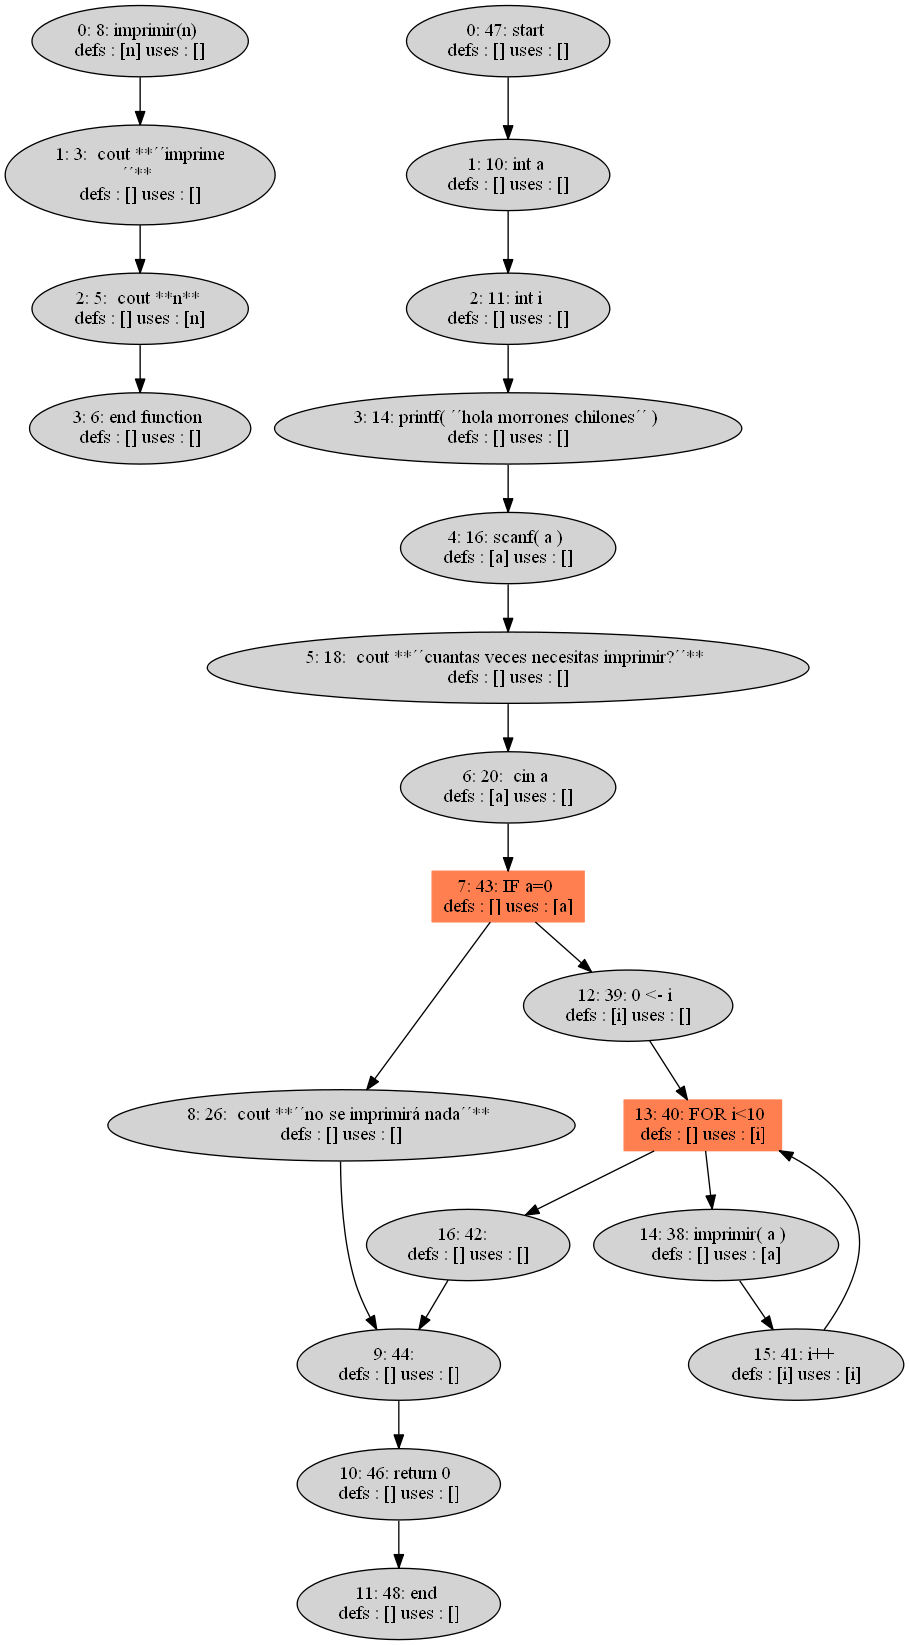 0: 8: imprimir(n)
defs : [n] uses : []
1: 3:  cout **´´imprime
´´**
defs : [] uses : []
2: 5:  cout **n**
defs : [] uses : [n]
3: 6: end function
defs : [] uses : []
0: 47: start
defs : [] uses : []
1: 10: int a
defs : [] uses : []
2: 11: int i
defs : [] uses : []
3: 14: printf( ´´hola morrones chilones´´ )
defs : [] uses : []
4: 16: scanf( a )
defs : [a] uses : []
5: 18:  cout **´´cuantas veces necesitas imprimir?´´**
defs : [] uses : []
6: 20:  cin a
defs : [a] uses : []
7: 43: IF a=0
defs : [] uses : [a]
12: 39: 0 <- i
defs : [i] uses : []
8: 26:  cout **´´no se imprimirá nada´´**
defs : [] uses : []
13: 40: FOR i<10
defs : [] uses : [i]
16: 42:
defs : [] uses : []
14: 38: imprimir( a )
defs : [] uses : [a]
9: 44:
defs : [] uses : []
15: 41: i++
defs : [i] uses : [i]
10: 46: return 0
defs : [] uses : []
11: 48: end
defs : [] uses : []